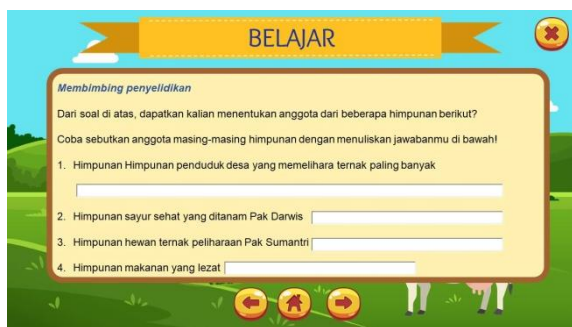 BELAJAR
Membimbing penyelidikan
Dari soal di atas, dapatkan kalian menentukan anggota dari beberapa himpunan berikut?
Coba sebutkan anggota masing-masing himpunan dengan menuliskan jawabanmu di bawah!
1. Himpunan Himpunan penduduk desa yang memelihara ternak paling banyak
2. Himpunan sayur sehat yang ditanam Pak Darwis
3. Himpunan hewan ternak peliharaan Pak Sumantri
4. Himpunan makanan yang lezat